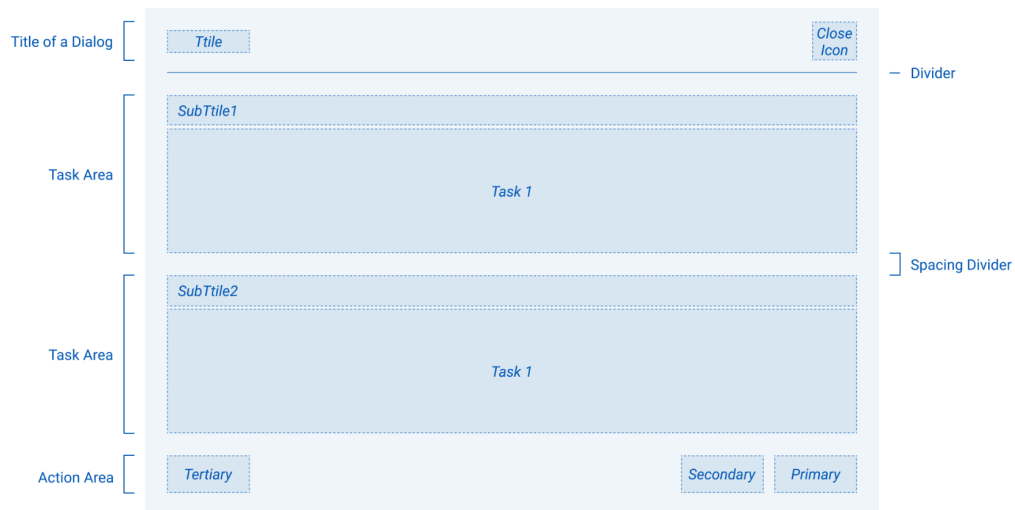 Title of a Dialog
Ttile
Close
Icon
Divider
SubTtile1
Task Area
Task 1
Spacing Divider
SubTtile2
Task Area
Task 1
Action Area
Tertiary
Secondary
Primary